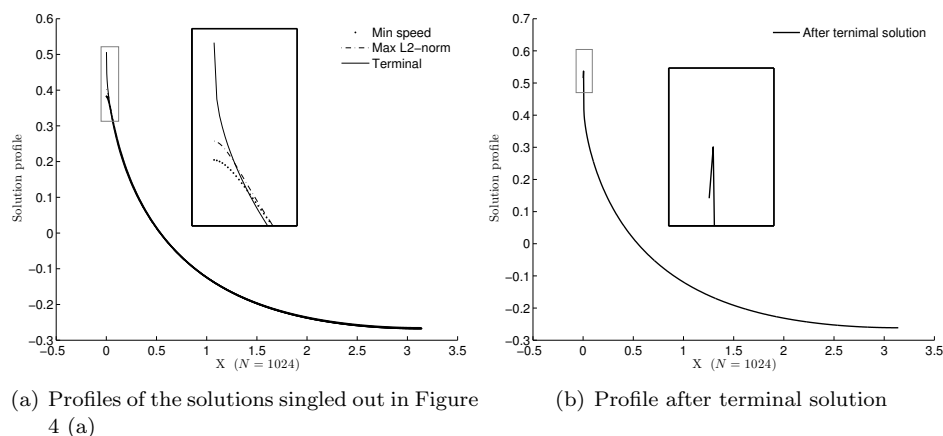 0.6
0.5
0.4
0.3
0.2
0.1
0
−0.1
−0.2
−0.3
−0.5 0 0.5 1 1.5 2 2.5 3 3.5
Solution profile
X (N = 1024)
Min speed
Max L2−norm
Terminal
(a) Profiles of the solutions singled out in Figure
4 (a)
0.7
0.6
0.5
0.4
0.3
0.2
0.1
0
−0.1
−0.2
−0.3
−0.5 0 0.5 1 1.5 2 2.5 3 3.5
Solution profile
X (N = 1024)
After ternimal solution
(b) Profile after terminal solution